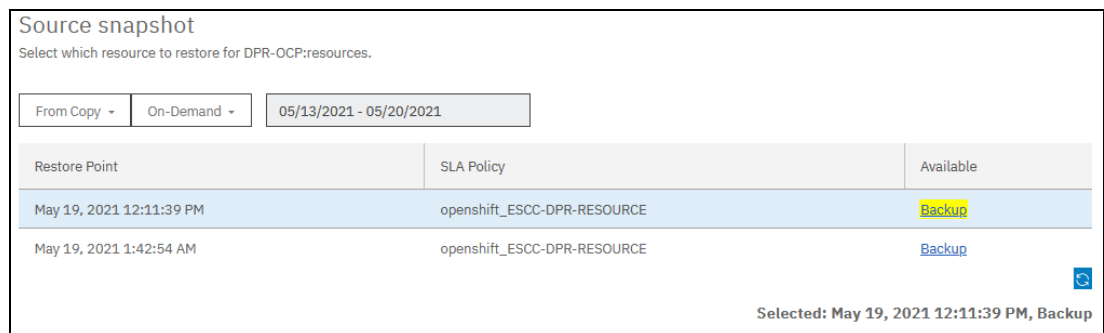 Source snapshot
Select which resource to restore for DPR-OCP:resources.
From Copy On-Demand 05/13/2021 - 05/20/2021
Restore Point SLA Policy Available
May 19, 2021 12:11:39 PM openshift_ESCC-DPR-RESOURCE Backup
May 19, 2021 1:42:54 AM openshift_ESCC-DPR-RESOURCE Backup
Selected: May 19, 2021 12:11:39 PM, Backup